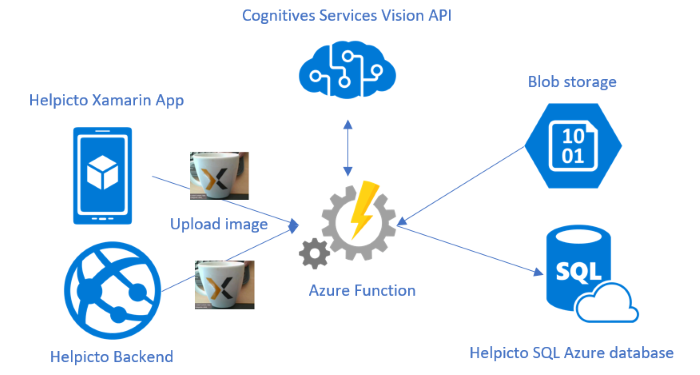 Cognitives Services Vision API
Blob storage
Helpicto Xamarin App
10
01
X
Upload image
X
SQL
Azure Function
Helpicto Backend
Helpicto SQL Azure database